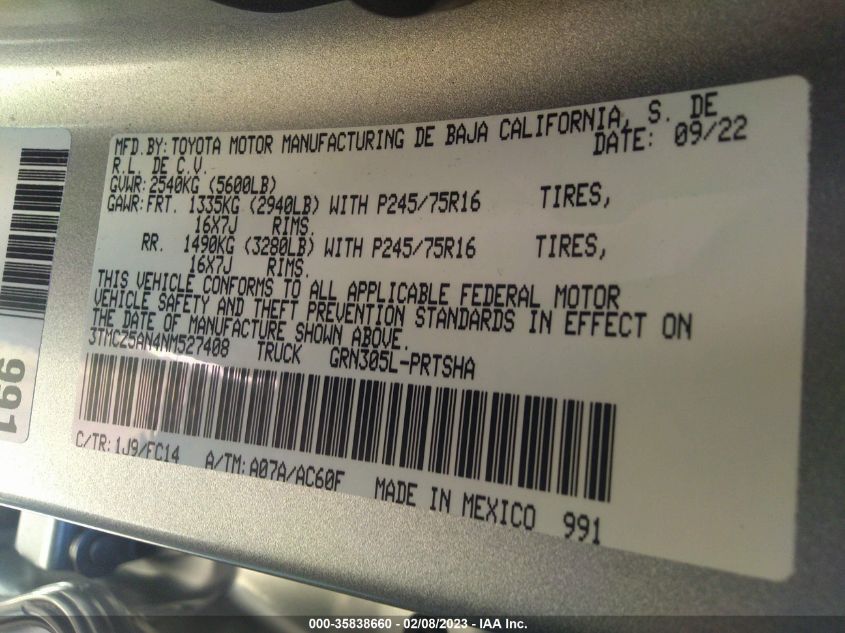 MFD.BY:TOYOTA MOTOR MANUFACTURING DE BAJA CALIFORNIA, S. DE
R.L. DE C.V. DATE: 09/22
GVWR:2540KG (5600LB)
GAWR:FRT. 1335KG (2940LB) WITH P245/75R16 TIRES,
16X7J RIMS.
RR. 1490KG (3280LB) WITH P245/75R16 TIRES,
16X7J RIMS.
THIS VEHICLE CONFORMS TO ALL APPLICABLE FEDERAL MOTOR
VEHICLE SAFETY AND THEFT PREVENTION STANDARDS IN EFFECT ON
THE DATE OF MANUFACTURE SHOWN ABOVE.
3TMCZ5AN4NM527408 TRUCK GRN305L-PRTSHA
C/TR:1J9/FC14 A/TM:A07A/AC60F MADE IN MEXICO 991
991
000-35838660 - 02/08/2023 - IAA Inc.